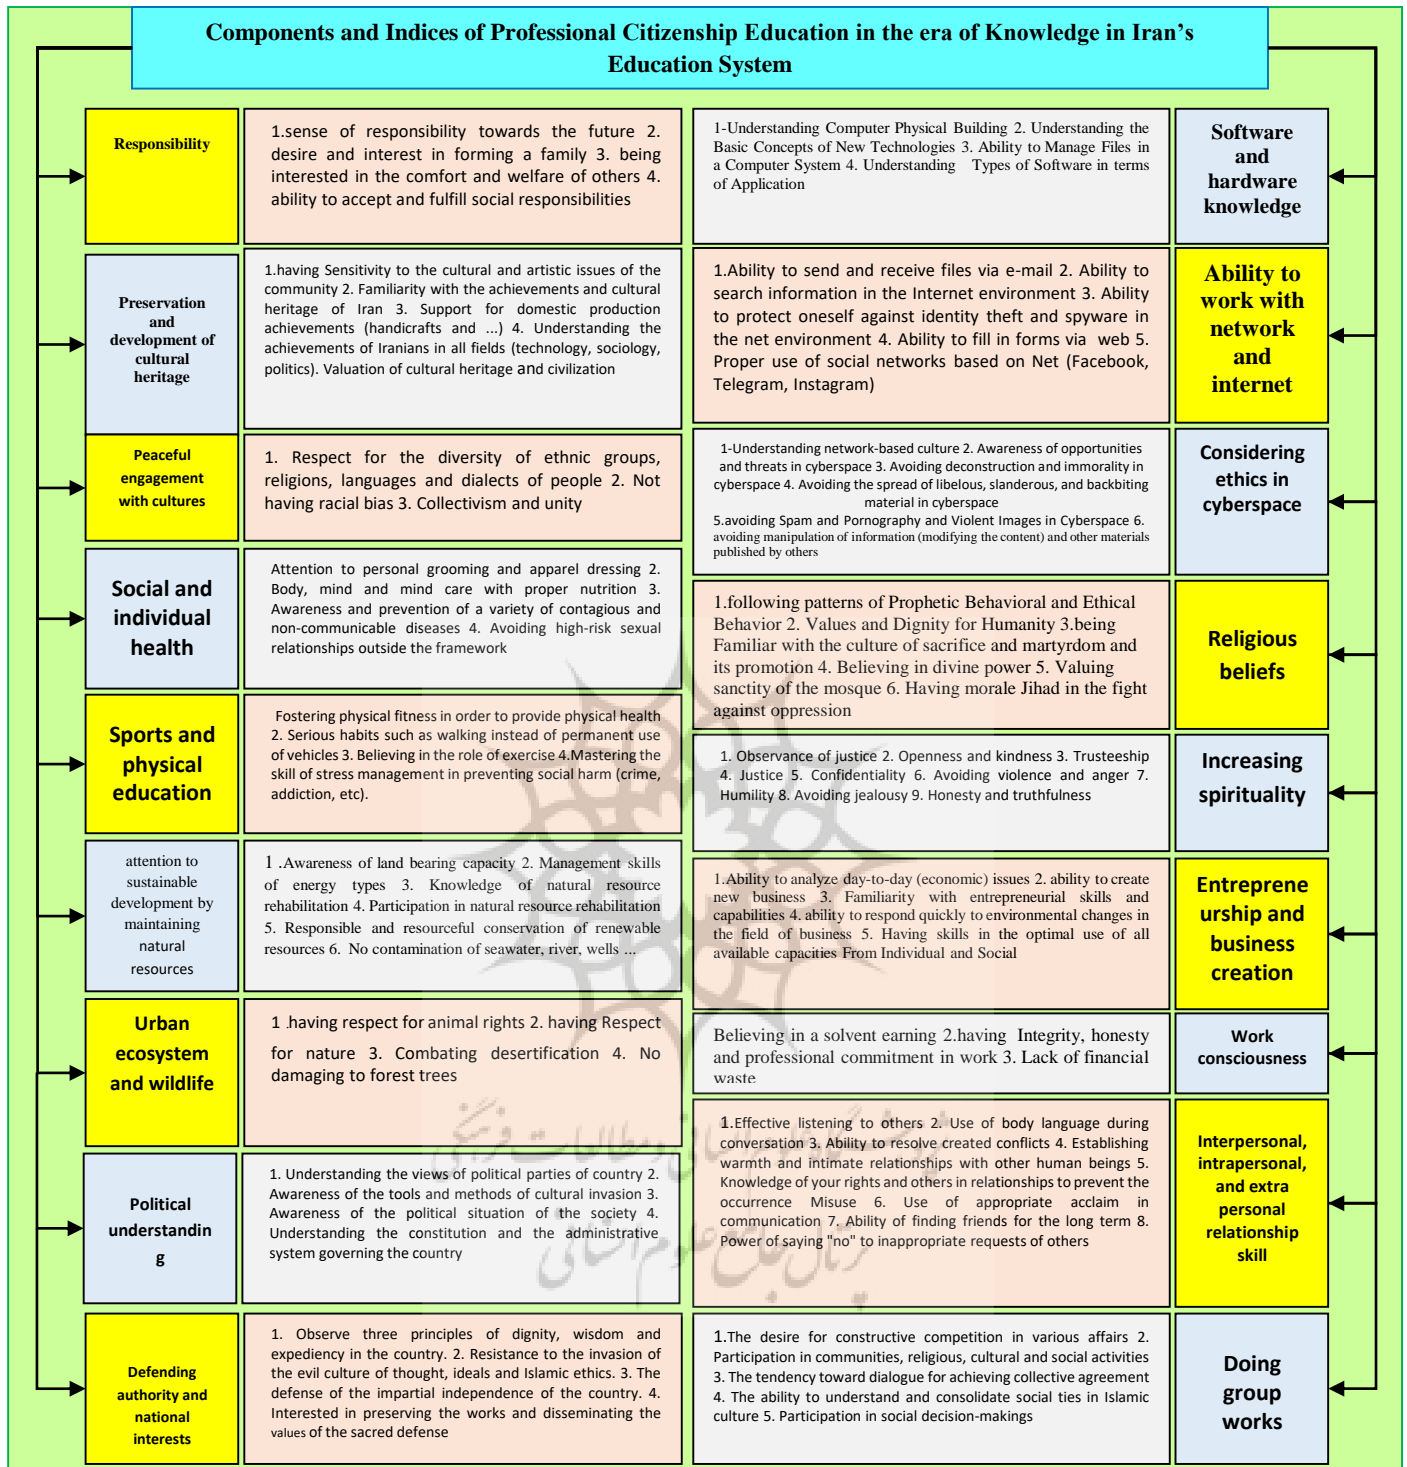 Components and Indices of Professional Citizenship Education in the era of Knowledge in Iran's
Education System
Responsibility
1.sense of responsibility towards the future 2.
desire and interest in forming a family 3. being
interested in the comfort and welfare of others 4.
ability to accept and fulfill social responsibilities
Preservation
and
development of
cultural
heritage
1.having Sensitivity to the cultural and artistic issues of the
community 2. Familiarity with the achievements and cultural
heritage of Iran 3. Support for domestic production
achievements (handicrafts and ...) 4. Understanding the
achievements of Iranians in all fields (technology, sociology,
politics). Valuation of cultural heritage and civilization
Peaceful
engagement
with cultures
1. Respect for the diversity of ethnic groups,
religions, languages and dialects of people 2. Not
having racial bias 3. Collectivism and unity
Social and
individual
health
Attention to personal grooming and apparel dressing 2.
Body, mind and mind care with proper nutrition 3.
Awareness and prevention of a variety of contagious and
non-communicable diseases 4. Avoiding high-risk sexual
relationships outside the framework
Sports and
physical
education
Fostering physical fitness in order to provide physical health
2. Serious habits such as walking instead of permanent use
of vehicles 3. Believing in the role of exercise 4.Mastering the
skill of stress management in preventing social harm (crime,
addiction, etc).
attention to
sustainable
development by
maintaining
natural
resources
1 .Awareness of land bearing capacity 2. Management skills
of energy types 3. Knowledge of natural resource
rehabilitation 4. Participation in natural resource rehabilitation
5. Responsible and resourceful conservation of renewable
resources 6. No contamination of seawater, river, wells ...
Urban
ecosystem
and wildlife
1 .having respect for animal rights 2. having Respect
for nature 3. Combating desertification 4. No
damaging to forest trees
Political
understandin
g
1. Understanding the views of political parties of country 2.
Awareness of the tools and methods of cultural invasion 3.
Awareness of the political situation of the society 4.
Understanding the constitution and the administrative
system governing the country
Defending
authority and
national
interests
1. Observe three principles of dignity, wisdom and
expediency in the country. 2. Resistance to the invasion of
the evil culture of thought, ideals and Islamic ethics. 3. The
defense of the impartial independence of the country. 4.
Interested in preserving the works and disseminating the
values of the sacred defense
1-Understanding Computer Physical Building 2. Understanding the
Basic Concepts of New Technologies 3. Ability to Manage Files in
a Computer System 4. Understanding Types of Software in terms
of Application
Software
and
hardware
knowledge
1.Ability to send and receive files via e-mail 2. Ability to
search information in the Internet environment 3. Ability
to protect oneself against identity theft and spyware in
the net environment 4. Ability to fill in forms via web 5.
Proper use of social networks based on Net (Facebook,
Telegram, Instagram)
Ability to
work with
network
and
internet
1-Understanding network-based culture 2. Awareness of opportunities
and threats in cyberspace 3. Avoiding deconstruction and immorality in
cyberspace 4. Avoiding the spread of libelous, slanderous, and backbiting
material in cyberspace
5.avoiding Spam and Pornography and Violent Images in Cyberspace 6.
avoiding manipulation of information (modifying the content) and other materials
published by others
Considering
ethics in
cyberspace
1.following patterns of Prophetic Behavioral and Ethical
Behavior 2. Values and Dignity for Humanity 3.being
Familiar with the culture of sacrifice and martyrdom and
its promotion 4. Believing in divine power 5. Valuing
sanctity of the mosque 6. Having morale Jihad in the fight
against oppression
Religious
beliefs
1. Observance of justice 2. Openness and kindness 3. Trusteeship
4. Justice 5. Confidentiality 6. Avoiding violence and anger 7.
Humility 8. Avoiding jealousy 9. Honesty and truthfulness
Increasing
spirituality
1.Ability to analyze day-to-day (economic) issues 2. ability to create
new business 3. Familiarity with entrepreneurial skills and
capabilities 4. ability to respond quickly to environmental changes in
the field of business 5. Having skills in the optimal use of all
available capacities From Individual and Social
Entreprene
urship and
business
creation
Believing in a solvent earning 2.having Integrity, honesty
and professional commitment in work 3. Lack of financial
waste
Work
consciousness
1.Effective listening to others 2. Use of body language during
conversation 3. Ability to resolve created conflicts 4. Establishing
warmth and intimate relationships with other human beings 5.
Knowledge of your rights and others in relationships to prevent the
occurrence Misuse 6. Use of appropriate acclaim in
communication 7. Ability of finding friends for the long term 8.
Power of saying "no" to inappropriate requests of others
Interpersonal,
intrapersonal,
and extra
personal
relationship
skill
1.The desire for constructive competition in various affairs 2.
Participation in communities, religious, cultural and social activities
3. The tendency toward dialogue for achieving collective agreement
4. The ability to understand and consolidate social ties in Islamic
culture 5. Participation in social decision-makings
Doing
group
works
پژوهشگاه علوم انسانی و مطالعات فرهنگی
پرتال جامع علوم انسانی